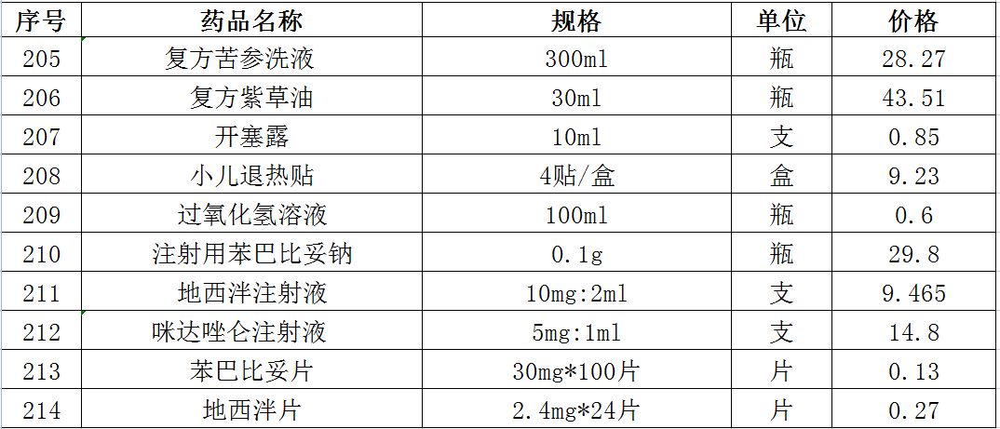 序号 药品名称 规格 单位 价格
205 复方苦参洗液 300ml 瓶 28.27
206 复方紫草油 30ml 瓶 43.51
207 开塞露 10ml 支 0.85
208 小儿退热贴 4贴/盒 盒 9.23
209 过氧化氢溶液 100ml 瓶 0.6
210 注射用苯巴比妥钠 0.1g 瓶 29.8
211 地西泮注射液 10mg:2ml 支 9.465
212 咪达唑仑注射液 5mg:1ml 支 14.8
213 苯巴比妥片 30mg*100片 片 0.13
214 地西泮片 2.4mg*24片 片 0.27